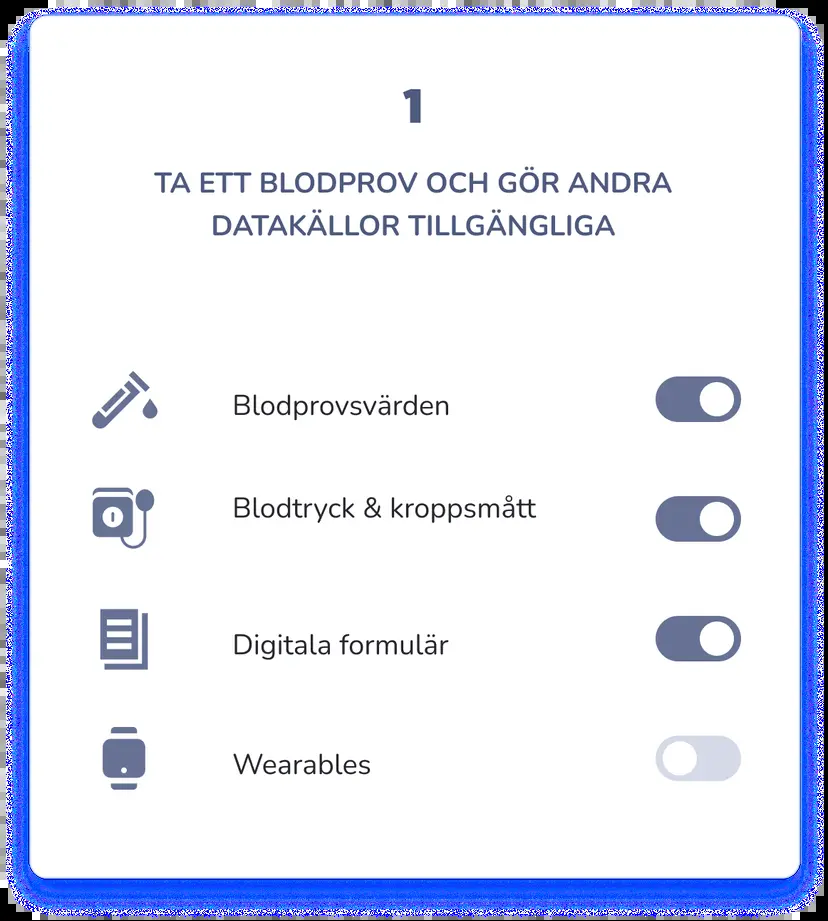 1
TA ETT BLODPROV OCH GÖR ANDRA
DATAKÄLLOR TILLGÄNGLIGA
Blodprovsvärden
Blodtryck & kroppsmått
Digitala formulär
Wearables